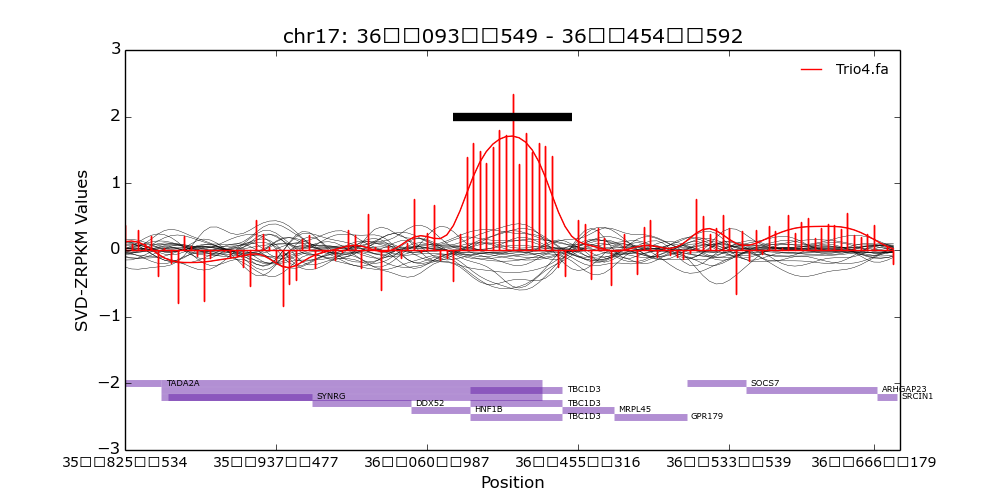 chr17: 36□□093□□549 - 36□□454□□592
Trio4.fa
3
2
1
0
−1
−2
−3
SVD-ZRPKM Values
TADA2A
SYNRG
DDX52
HNF1B
TBC1D3
TBC1D3
TBC1D3
MRPL45
GPR179
SOCS7
ARHGAP23
SRCIN1
35□□825□□534 35□□937□□477 36□□060□□987 36□□455□□316 36□□533□□539 36□□666□□179
Position